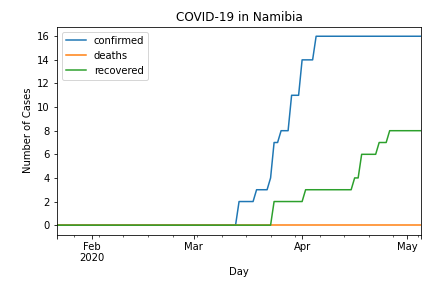 COVID-19 in Namibia
confirmed
deaths
recovered
Number of Cases
16
14
12
10
8
6
4
2
0
Feb
2020
Mar
Apr
May
Day